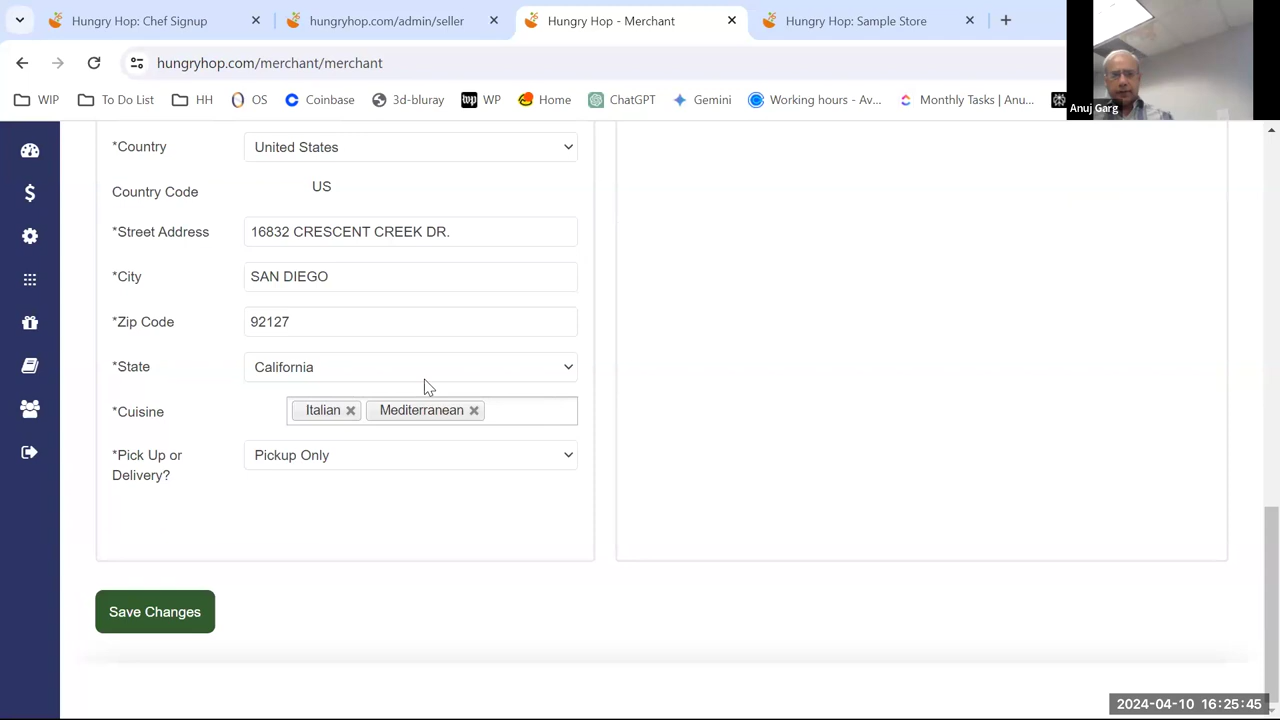 Hungry Hop: Chef Signup
hungryhop.com/admin/seller
Hungry Hop - Merchant
Hungry Hop: Sample Store
hungryhop.com/merchant/merchant
WIP
To Do List
HH
OS
Coinbase
3d-bluray
WP
Home
ChatGPT
Gemini
Working hours - Av...
Monthly Tasks | Anu...
Anuj Garg
*Country
United States
Country Code
US
*Street Address
16832 CRESCENT CREEK DR.
*City
SAN DIEGO
*Zip Code
92127
*State
California
*Cuisine
Italian
Mediterranean
*Pick Up or
Delivery?
Pickup Only
Save Changes
2024-04-10 16:25:45